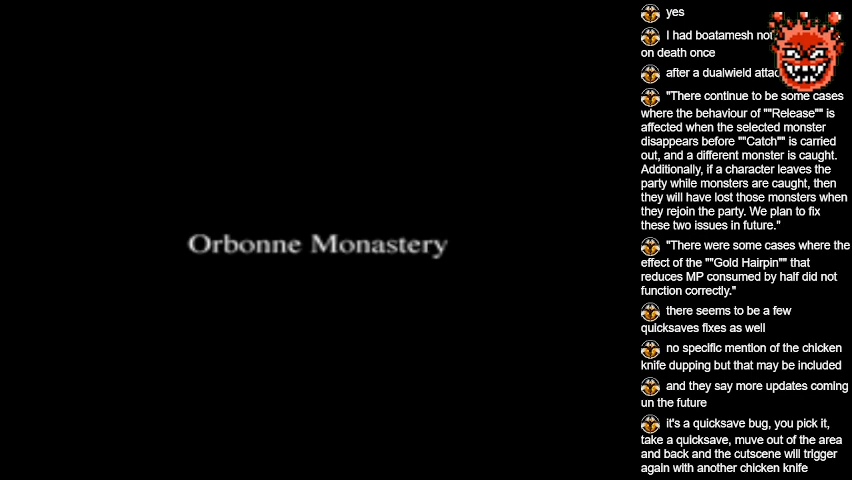 Orbonne Monastery
yes
I had boatamesh not
on death once
after a dualwield
"There continue to be some cases
where the behaviour of ""Release"" is
affected when the selected monster
disappears before ""Catch"" is carried
out, and a different monster is caught.
Additionally, if a character leaves the
party while monsters are caught, then
they will have lost those monsters when
they rejoin the party. We plan to fix
these two issues in future."
"There were some cases where the
effect of the ""Gold Hairpin"" that
reduces MP consumed by half did not
function correctly."
there seems to be a few
quicksaves fixes as well
no specific mention of the chicken
knife dupping but that may be included
and they say more updates coming
un the future
it's a quicksave bug, you pick it,
take a quicksave, muve out of the area
and back and the cutscene will trigger
again with another chicken knife